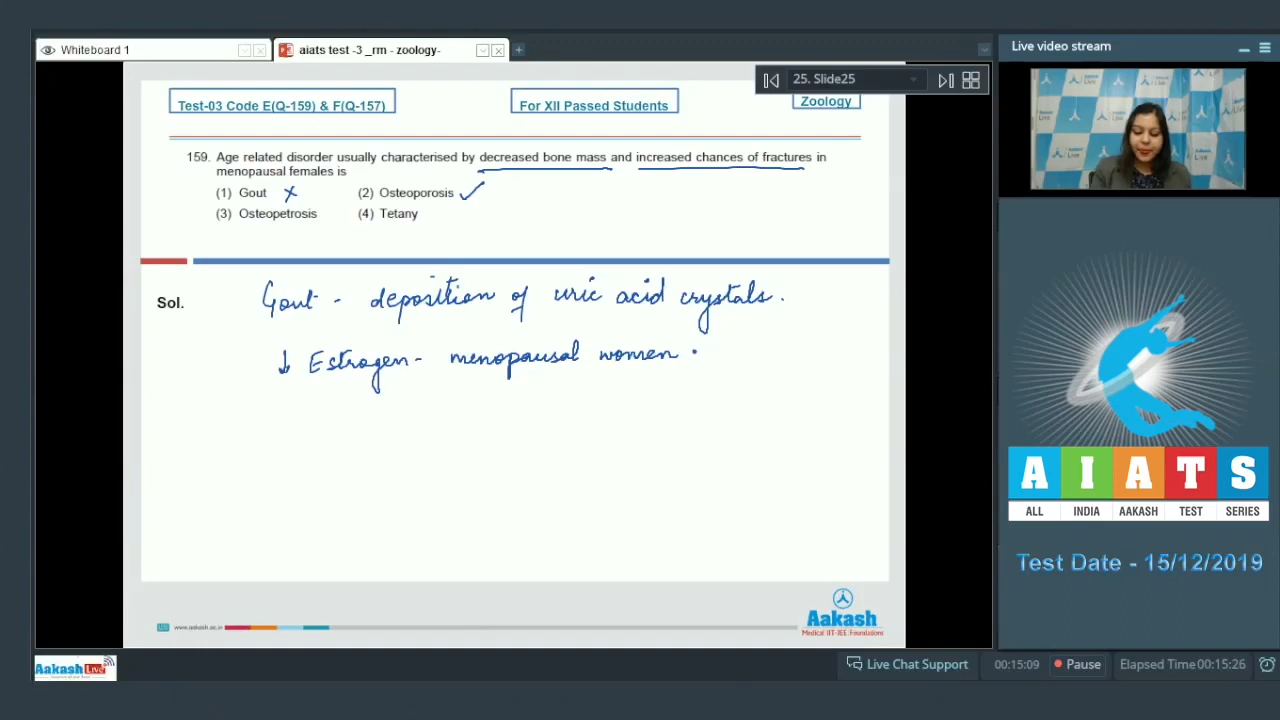 Whiteboard 1
aiats test -3 _rm - zoology-
Live video stream
25. Slide25
Test-03 Code E(Q-159) & F(Q-157)
For XII Passed Students
Zoology
159. Age related disorder usually characterised by decreased bone mass and increased chances of fractures in
menopausal females is
(1) Gout
(2) Osteoporosis
(3) Osteopetrosis
(4) Tetany
Sol.
Gout - deposition of uric acid crystals.
↓ Estrogen - menopausal women.
A I A T S
ALL INDIA AAKASH TEST SERIES
Test Date - 15/12/2019
www.aakash.ac.in
Aakash
Medical|IIT-JEE|Foundations
Aakash Live
Live Chat Support
00:15:09
Pause
Elapsed Time 00:15:26